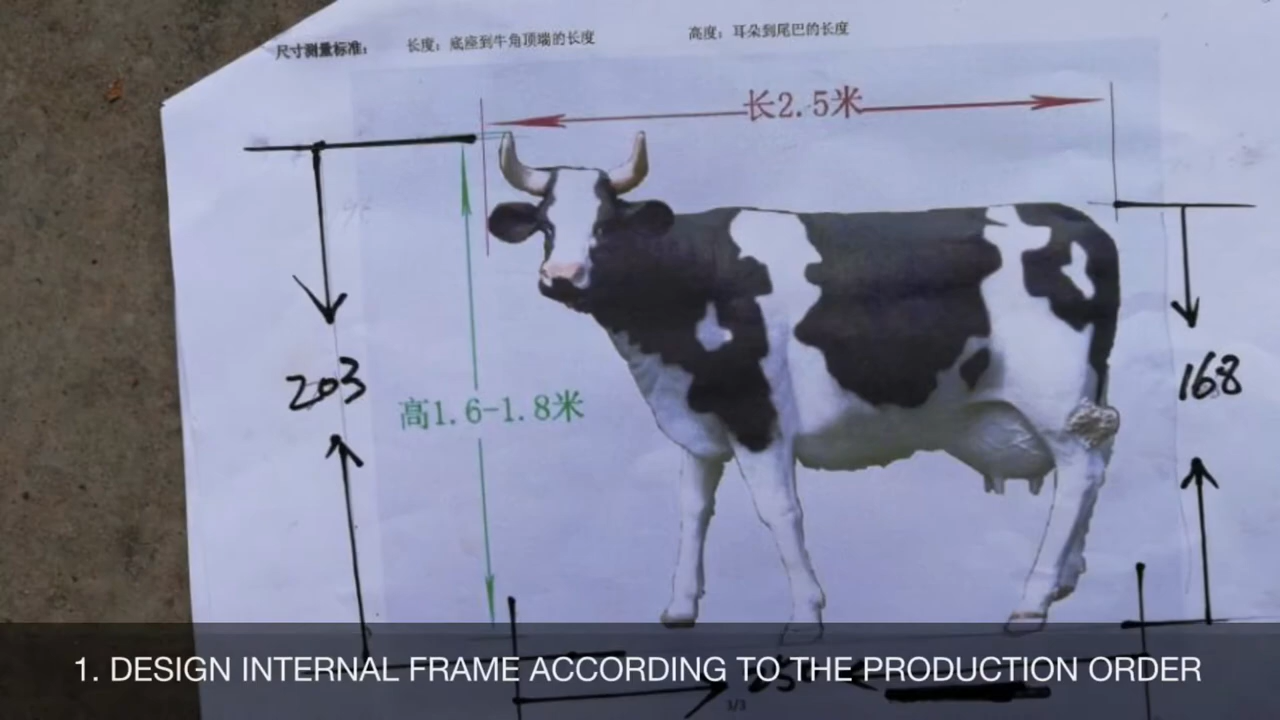 尺寸测量标准: 长度: 底座到牛角顶端的长度 高度: 耳朵到尾巴的长度
长2.5米
203
高1.6-1.8米
168
1. DESIGN INTERNAL FRAME ACCORDING TO THE PRODUCTION ORDER
3/3